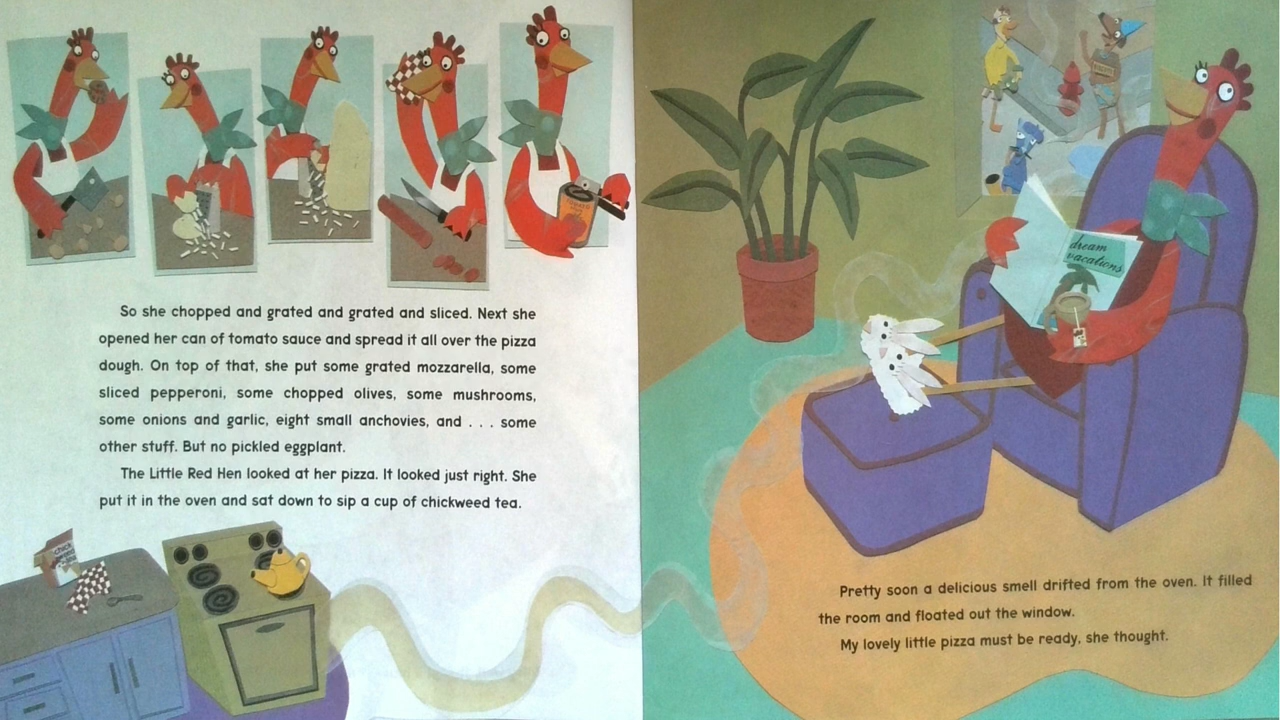 So she chopped and grated and grated and sliced. Next she
opened her can of tomato sauce and spread it all over the pizza
dough. On top of that, she put some grated mozzarella, some
sliced pepperoni, some chopped olives, some mushrooms,
some onions and garlic, eight small anchovies, and . . . some
other stuff. But no pickled eggplant.
The Little Red Hen looked at her pizza. It looked just right. She
put it in the oven and sat down to sip a cup of chickweed tea.
dream
vacations
Pretty soon a delicious smell drifted from the oven. It filled
the room and floated out the window.
My lovely little pizza must be ready, she thought.